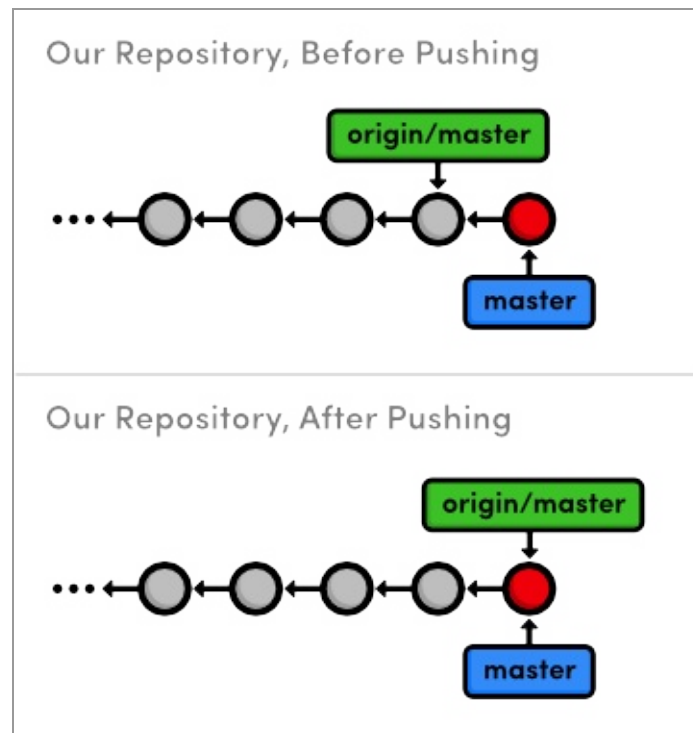 Our Repository, Before Pushing
origin/master
master
Our Repository, After Pushing
origin/master
master